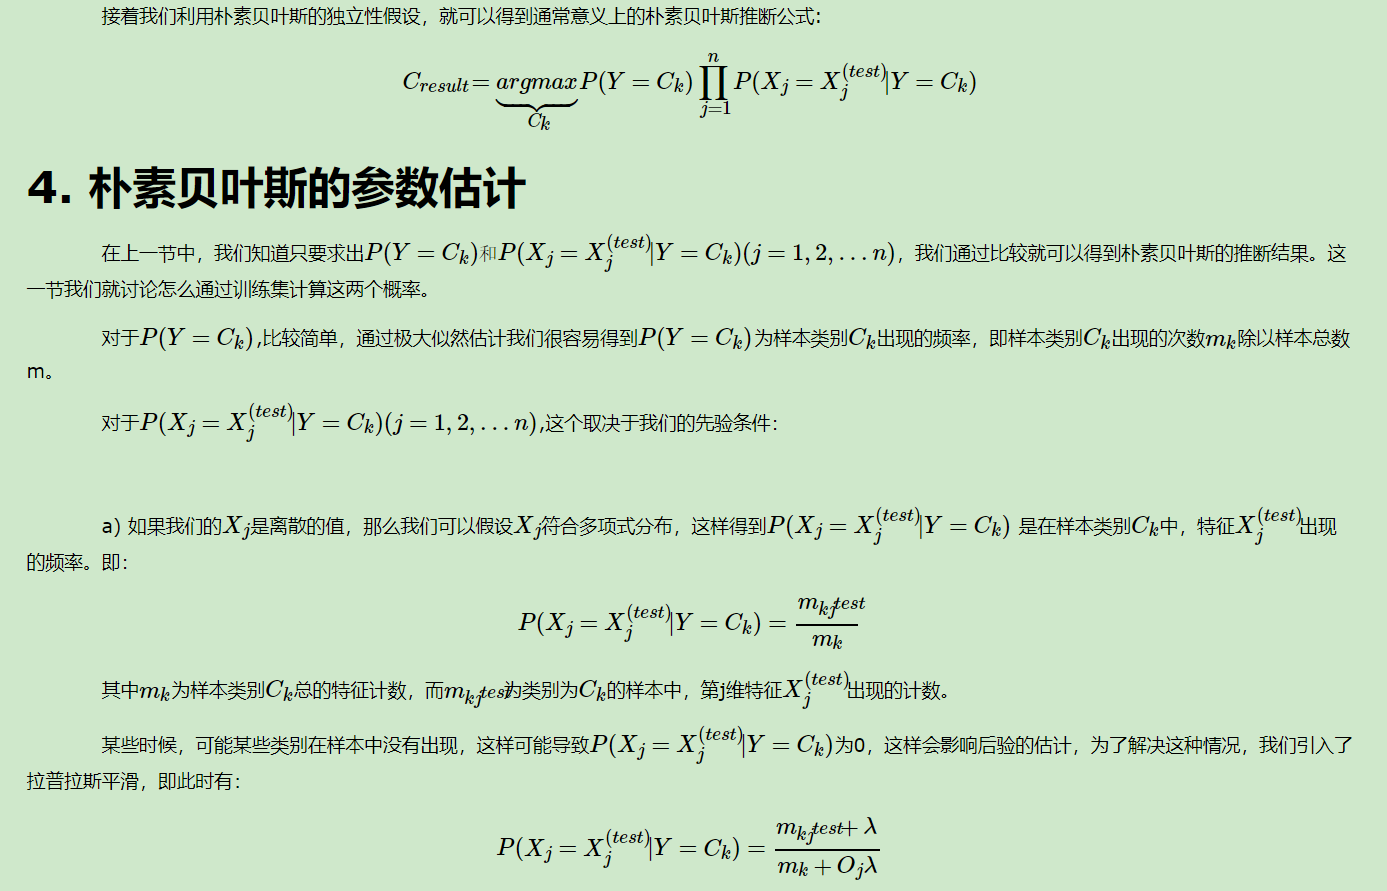 接着我们利用朴素贝叶斯的独立性假设，就可以得到通常意义上的朴素贝叶斯推断公式：
$C_{result} = \underbrace{argmax}_{C_k} P(Y=C_k) \prod_{j=1}^{n} P(X_j=X_j^{(test)}|Y=C_k)$
4. 朴素贝叶斯的参数估计
在上一节中，我们知道只要求出$P(Y=C_k)$和$P(X_j=X_j^{(test)}|Y=C_k)(j=1,2,...n)$，我们通过比较就可以得到朴素贝叶斯的推断结果。这
一节我们就讨论怎么通过训练集计算这两个概率。
对于$P(Y=C_k)$,比较简单，通过极大似然估计我们很容易得到$P(Y=C_k)$为样本类别$C_k$出现的频率，即样本类别$C_k$出现的次数$m_k$除以样本总数
m。
对于$P(X_j=X_j^{(test)}|Y=C_k)(j=1,2,...n)$,这个取决于我们的先验条件：
a) 如果我们的$X_j$是离散的值，那么我们可以假设$X_j$符合多项式分布，这样得到$P(X_j=X_j^{(test)}|Y=C_k)$ 是在样本类别$C_k$中，特征$X_j^{(test)}$出现
的频率。即：
$P(X_j=X_j^{(test)}|Y=C_k) = \frac{m_{kj^{test}}}{m_k}$
其中$m_k$为样本类别$C_k$总的特征计数，而$m_{kj^{test}}$为类别为$C_k$的样本中，第j维特征$X_j^{(test)}$出现的计数。
某些时候，可能某些类别在样本中没有出现，这样可能导致$P(X_j=X_j^{(test)}|Y=C_k)$为0，这样会影响后验的估计，为了解决这种情况，我们引入了
拉普拉斯平滑，即此时有：
$P(X_j=X_j^{(test)}|Y=C_k) = \frac{m_{kj^{test}}+\lambda}{m_k+O_j\lambda}$